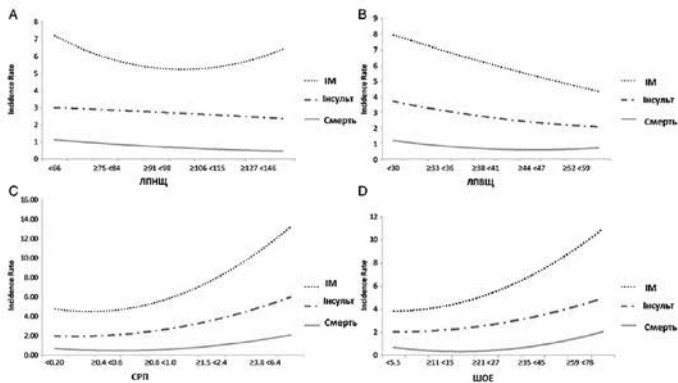 A
Incidence Rate
8
7
6
5
4
3
2
1
0
<66 ≥75<84 ≥91<98 ≥106<115 ≥127<146
ЛПНЩ
ІМ
Інсульт
Смерть
B
Incidence Rate
9
8
7
6
5
4
3
2
1
0
<30 ≥33<36 ≥38<41 ≥44<47 ≥52<59
ЛПВЩ
ІМ
Інсульт
Смерть
C
Incidence Rate
16.00
14.00
12.00
10.00
8.00
6.00
4.00
2.00
0.00
<0,20 ≥0.4<0.6 ≥0.8<1.0 ≥1.5<2.4 ≥3.8<6.4
СРП
ІМ
Інсульт
Смерть
D
Incidence Rate
12
10
8
6
4
2
0
<5.5 ≥11<15 ≥21<27 ≥35<45 ≥59<78
ШОЕ
ІМ
Інсульт
Смерть